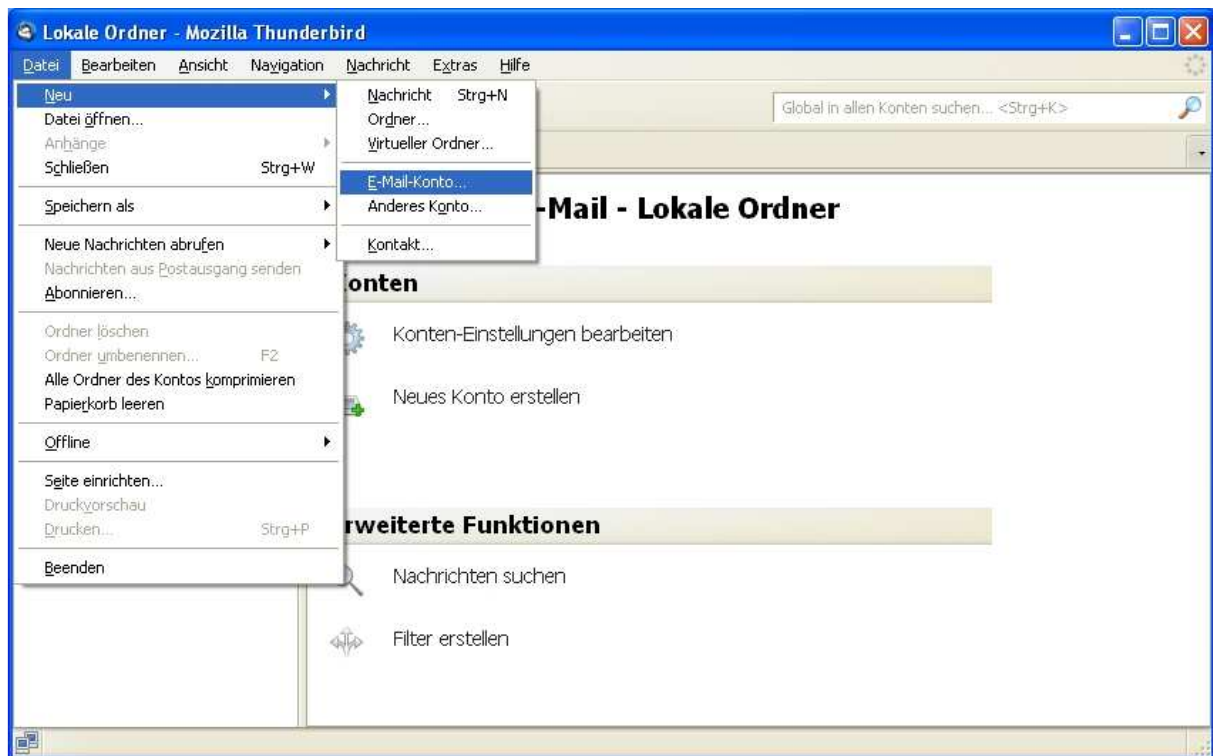 Lokale Ordner - Mozilla Thunderbird
Datei Bearbeiten Ansicht Navigation Nachricht Extras Hilfe
Neu
Datei öffnen...
Anhänge
Schließen Strg+W
Speichern als
Neue Nachrichten abrufen
Nachrichten aus Postausgang senden
Abonnieren...
Ordner löschen
Ordner umbenennen... F2
Alle Ordner des Kontos komprimieren
Papierkorb leeren
Offline
Seite einrichten...
Druckvorschau
Drucken... Strg+P
Beenden
Nachricht Strg+N
Ordner...
Virtueller Ordner...
E-Mail-Konto...
Anderes Konto...
Kontakt...
Global in allen Konten suchen... <Strg+K>
-Mail - Lokale Ordner
onten
Konten-Einstellungen bearbeiten
Neues Konto erstellen
rweiterte Funktionen
Nachrichten suchen
Filter erstellen